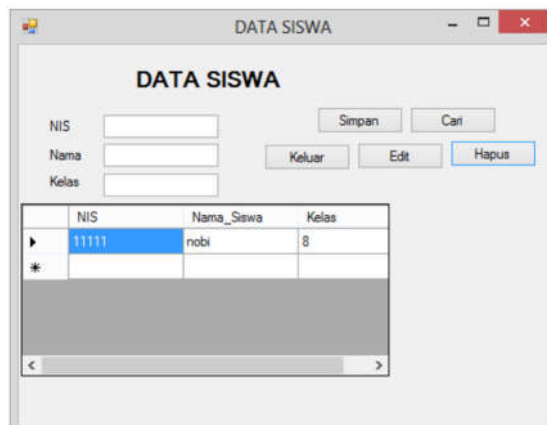 DATA SISWA
DATA SISWA
NIS
Nama
Kelas
Simpan Cari
Keluar Edit Hapus
NIS Nama_Siswa Kelas
11111 nobi 8